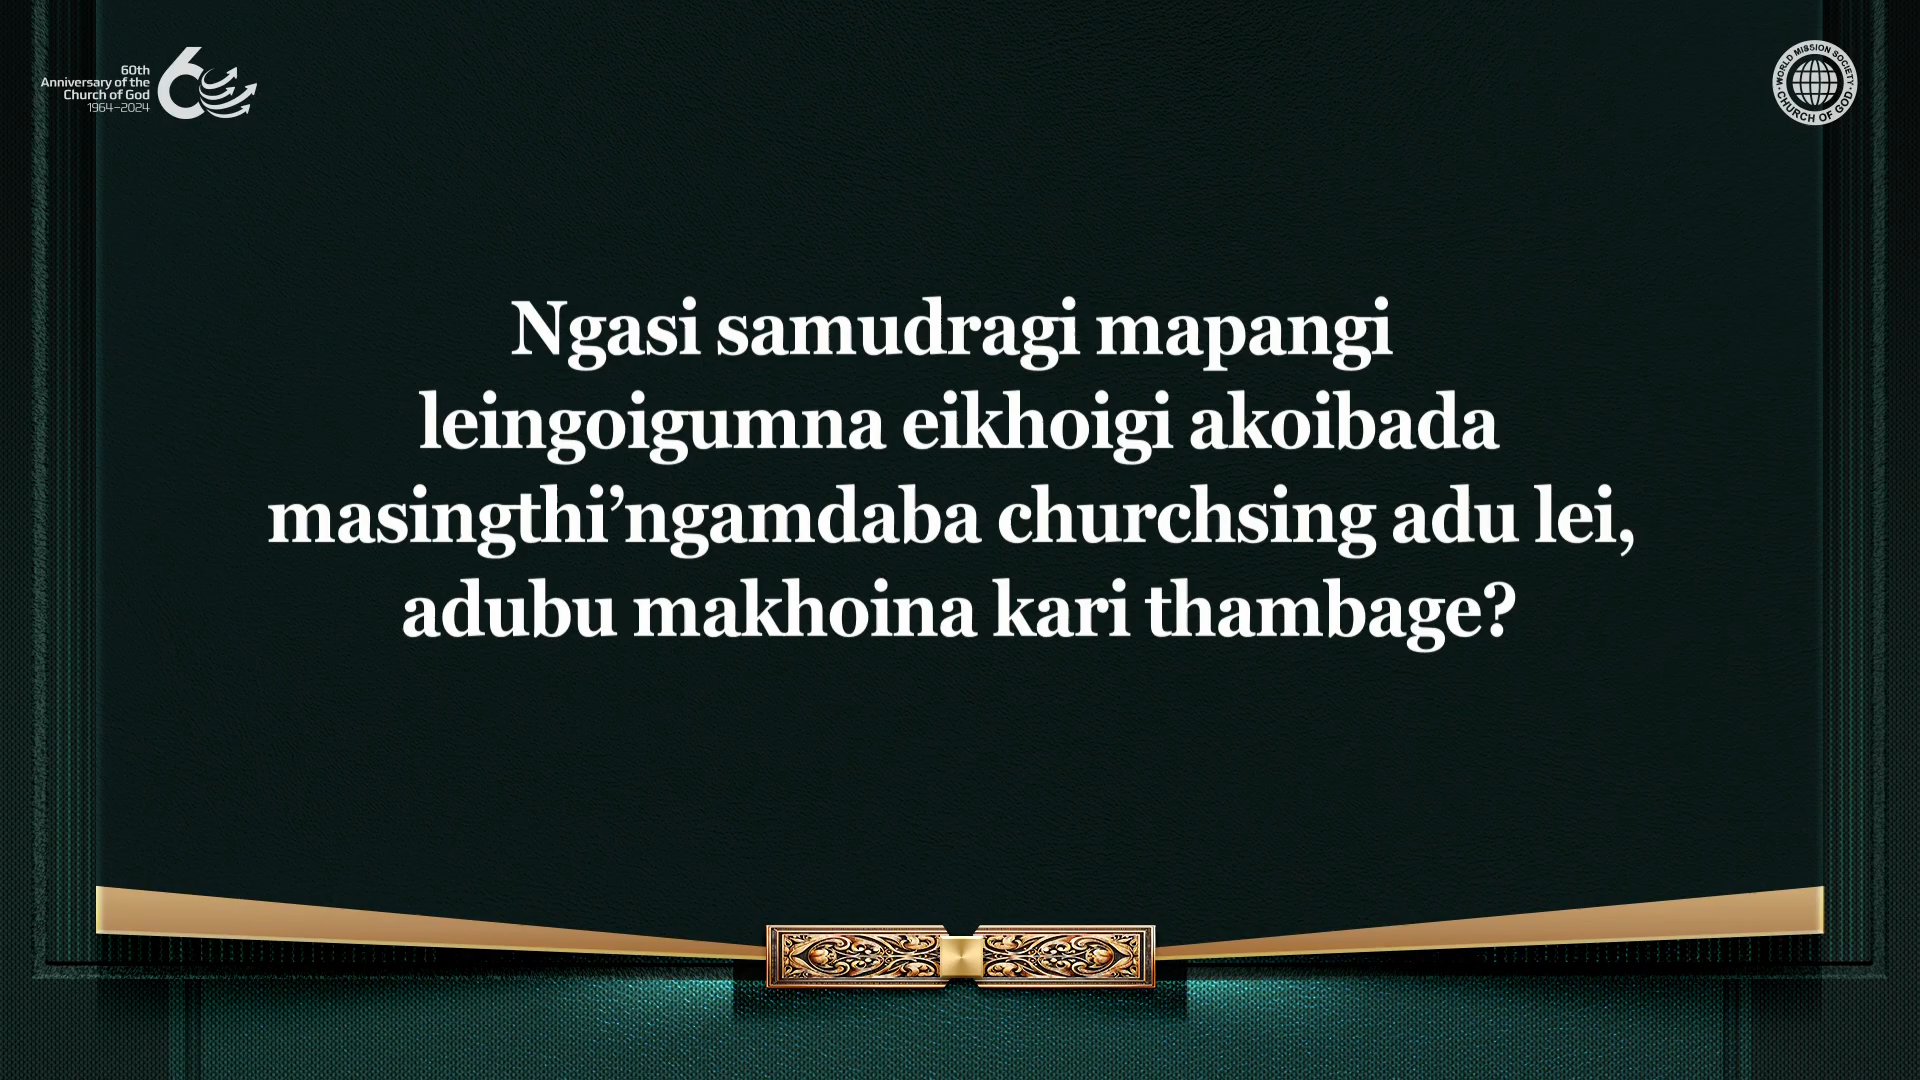 60th
Anniversary of the
Church of God
1964–2024
WORLD MISSION SOCIETY
CHURCH OF GOD
Ngasi samudragi mapangi
leingoigumna eikhoigi akoibada
masingthi’ngamdaba churchsing adu lei,
adubu makhoina kari thambage?